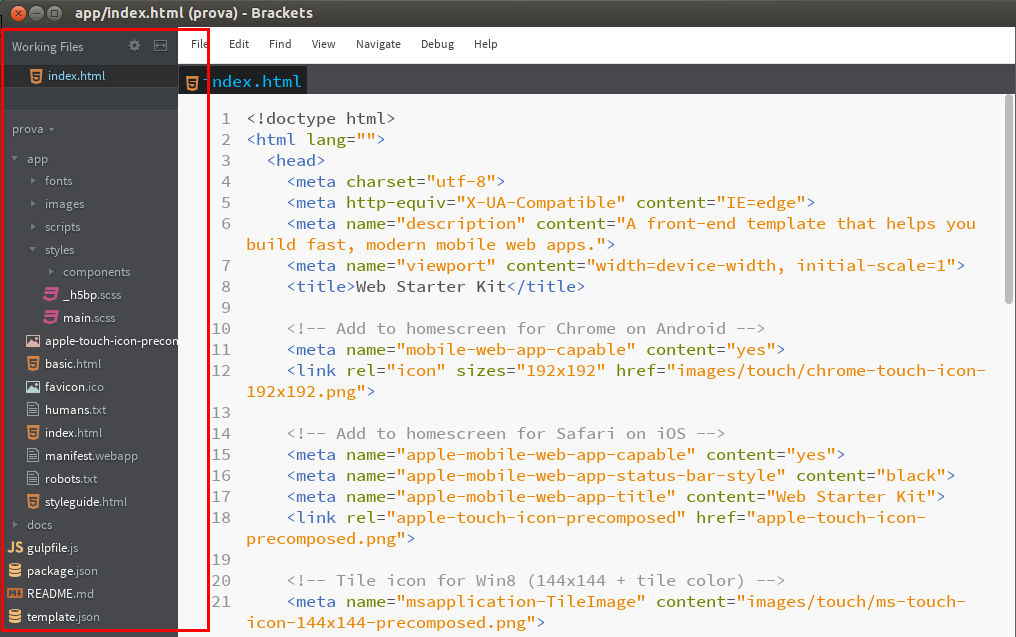 app/index.html (prova) - Brackets
Working Files
index.html
prova
app
fonts
images
scripts
styles
components
_h5bp.scss
main.scss
apple-touch-icon-precom
basic.html
favicon.ico
humans.txt
index.html
manifest.webapp
robots.txt
styleguide.html
docs
JS gulpfile.js
package.json
README.md
template.json
File Edit Find View Navigate Debug Help
index.html
1 <!doctype html>
2 <html lang="">
3 <head>
4 <meta charset="utf-8">
5 <meta http-equiv="X-UA-Compatible" content="IE=edge">
6 <meta name="description" content="A front-end template that helps you
build fast, modern mobile web apps.">
7 <meta name="viewport" content="width=device-width, initial-scale=1">
8 <title>Web Starter Kit</title>
9
10 <!-- Add to homescreen for Chrome on Android -->
11 <meta name="mobile-web-app-capable" content="yes">
12 <link rel="icon" sizes="192x192" href="images/touch/chrome-touch-icon-
192x192.png">
13
14 <!-- Add to homescreen for Safari on iOS -->
15 <meta name="apple-mobile-web-app-capable" content="yes">
16 <meta name="apple-mobile-web-app-status-bar-style" content="black">
17 <meta name="apple-mobile-web-app-title" content="Web Starter Kit">
18 <link rel="apple-touch-icon-precomposed" href="apple-touch-icon-
precomposed.png">
19
20 <!-- Tile icon for Win8 (144x144 + tile color) -->
21 <meta name="msapplication-TileImage" content="images/touch/ms-touch-
icon-144x144-precomposed.png">